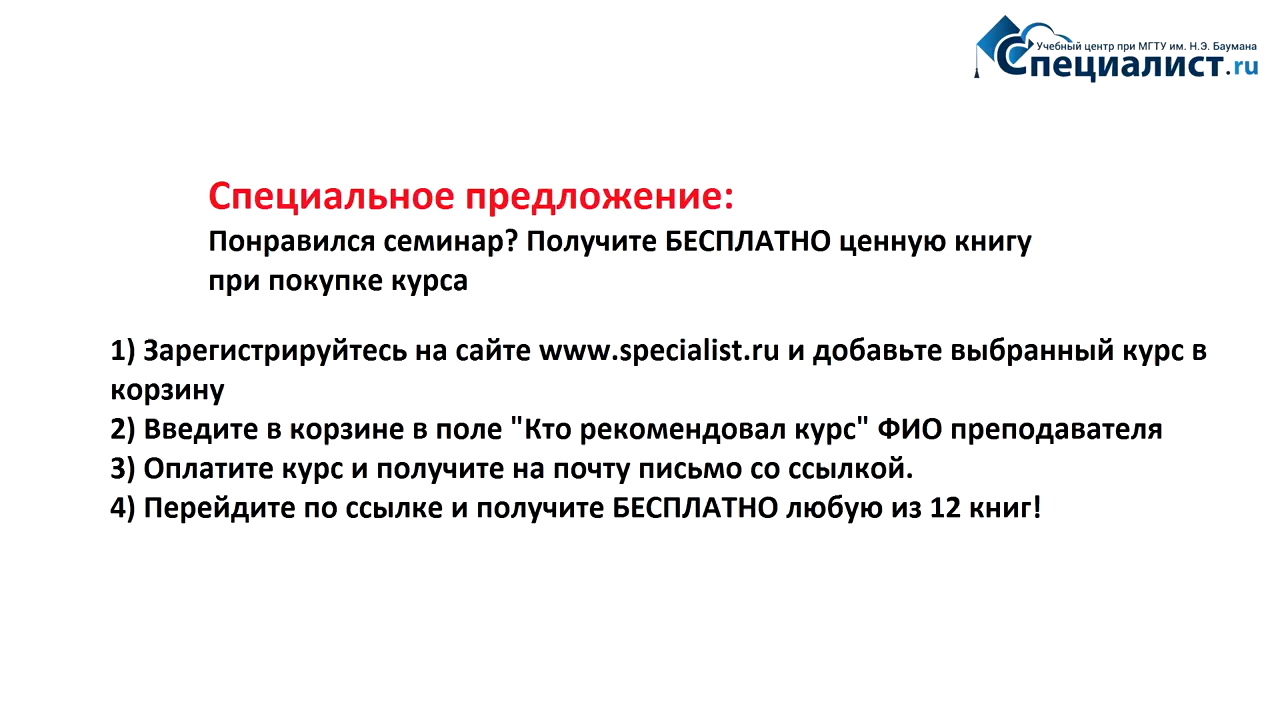 Учебный центр при МГТУ им. Н.Э. Баумана
Специалист.ru
Специальное предложение:
Понравился семинар? Получите БЕСПЛАТНО ценную книгу
при покупке курса
1) Зарегистрируйтесь на сайте www.specialist.ru и добавьте выбранный курс в
корзину
2) Введите в корзине в поле "Кто рекомендовал курс" ФИО преподавателя
3) Оплатите курс и получите на почту письмо со ссылкой.
4) Перейдите по ссылке и получите БЕСПЛАТНО любую из 12 книг!